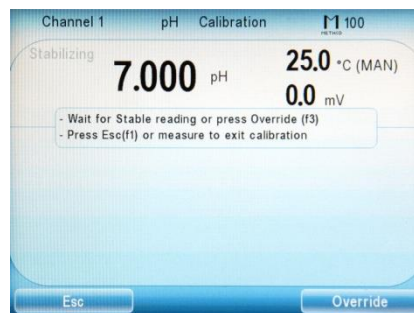 Channel 1 pH Calibration M 100
METHOD
Stabilizing
7.000 pH 25.0 °C (MAN)
0.0 mV
- Wait for Stable reading or press Override (f3)
- Press Esc(f1) or measure to exit calibration
Esc Override